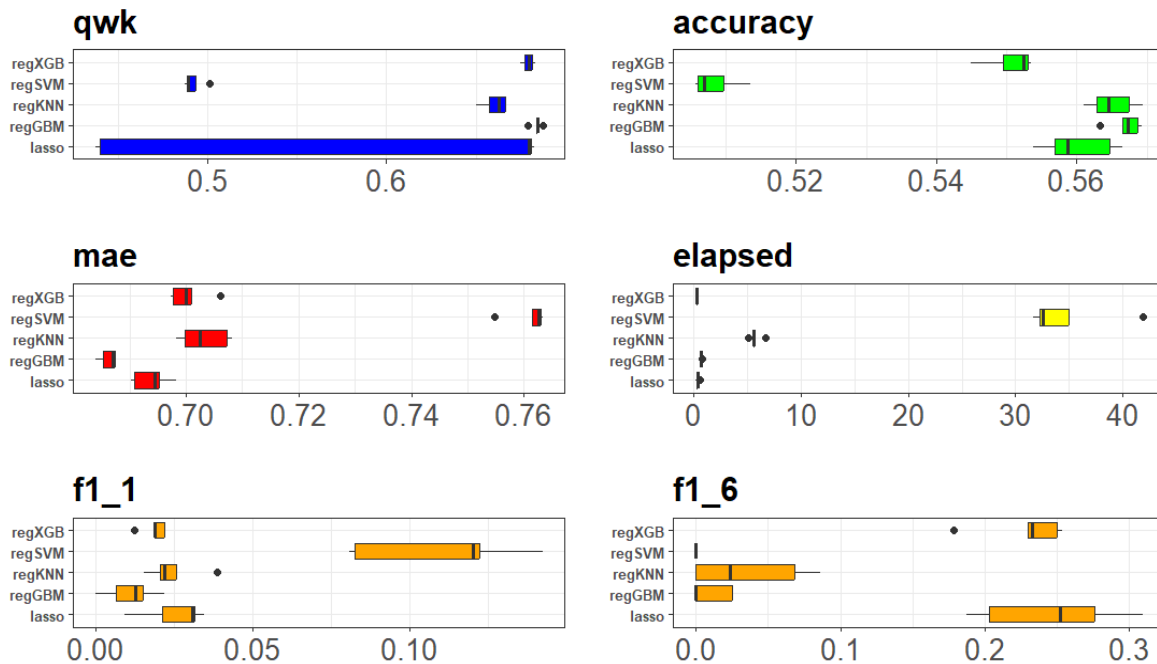 qwk
regXGB
regSVM
regKNN
regGBM
lasso
0.5 0.6
accuracy
regXGB
regSVM
regKNN
regGBM
lasso
0.52 0.54 0.56
mae
regXGB
regSVM
regKNN
regGBM
lasso
0.70 0.72 0.74 0.76
elapsed
regXGB
regSVM
regKNN
regGBM
lasso
0 10 20 30 40
f1_1
regXGB
regSVM
regKNN
regGBM
lasso
0.00 0.05 0.10
f1_6
regXGB
regSVM
regKNN
regGBM
lasso
0.0 0.1 0.2 0.3